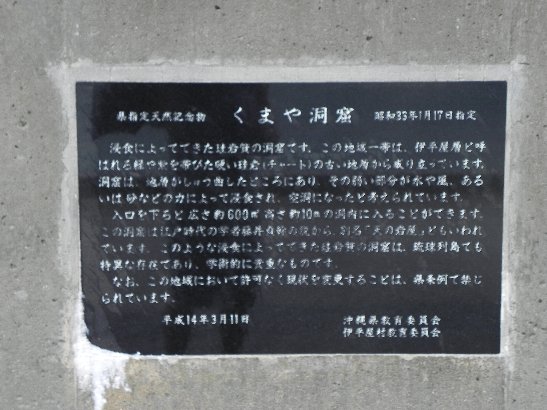 県指定天然記念物 くまや洞窟 昭和33年1月17日指定
浸食によってできた珪岩質の洞窟です。この地域一帯は、伊平屋層と呼
ばれる緑や紫を帯びた硬い珪岩(チャート)の古い地層から成り立っています。
洞窟は、地層がしゅう曲したところにあり、その弱い部分が水や風、ある
いは砂などの力によって浸食され、空洞になったと考えられています。
入口を下ると広さ約600㎡高さ約10mの洞内に入ることができます。
この洞窟は江戸時代の学者藤井貞幹の説から、別名「天の岩屋」ともいわれ
ています。このような浸食によってできた珪岩質の洞窟は、琉球列島でも
特異な存在であり、学術的に貴重なものです。
なお、この地域において許可なく現状を変更することは、県条例で禁じ
られています。
平成14年3月11日 沖縄県教育委員会
伊平屋村教育委員会